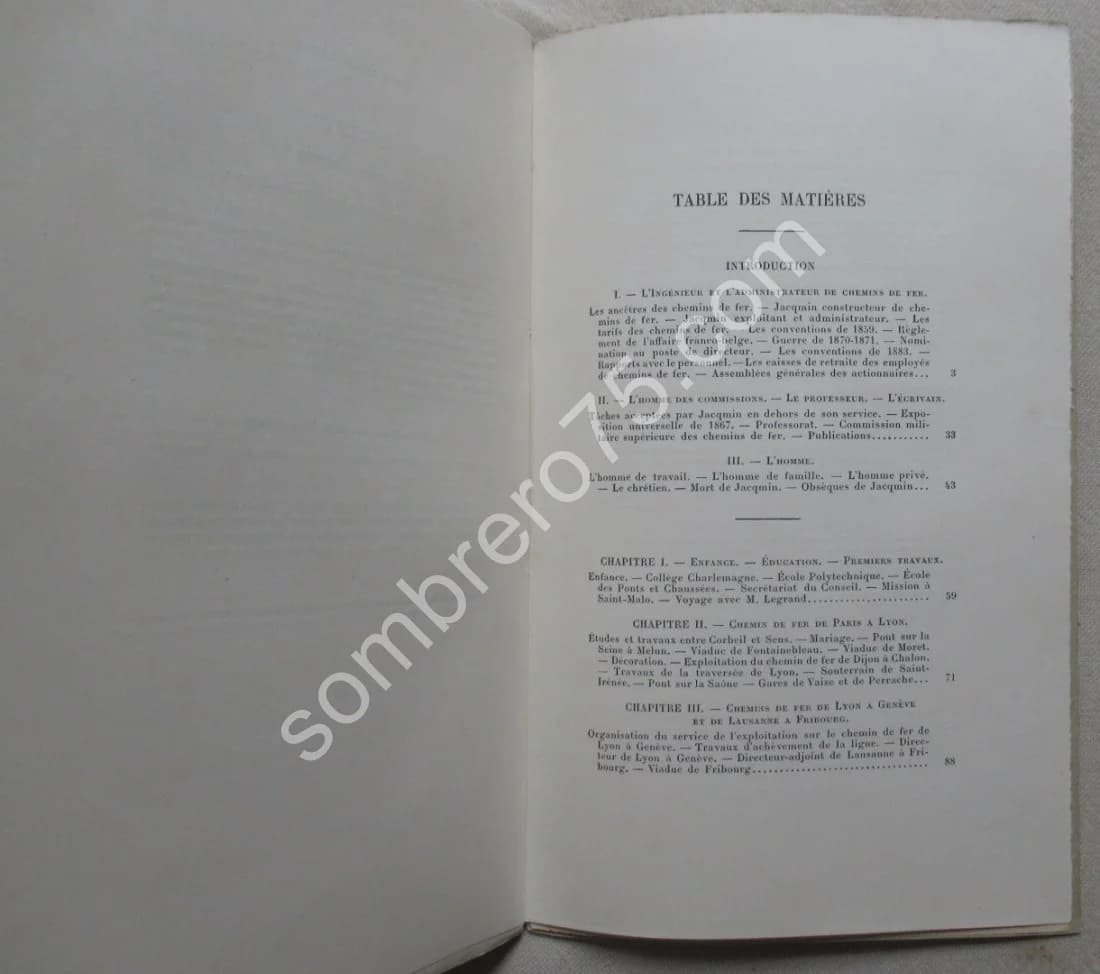 TABLE DES MATIÈRES
INTRODUCTION
I. — L'Ingénieur et l'administrateur de chemins de fer.
Les ancêtres des chemins de fer. — Jacqmin constructeur de che-
mins de fer. — Jacqmin exploitant et administrateur. — Les
tarifs des chemins de fer. — Les conventions de 1859. — Règle-
ment de l'affaire franco-belge. — Guerre de 1870-1871. — Nomi-
nation au poste de directeur. — Les conventions de 1883. —
Rapports avec le personnel. — Les caisses de retraite des employés
de chemins de fer. — Assemblées générales des actionnaires... 3
II. — L'homme des commissions. — Le professeur. — L'écrivain.
Tâches acceptées par Jacqmin en dehors de son service. — Expo-
sition universelle de 1867. — Professorat. — Commission mili-
taire supérieure des chemins de fer. — Publications........... 33
III. — L'homme.
L'homme de travail. — L'homme de famille. — L'homme privé.
— Le chrétien. — Mort de Jacqmin. — Obsèques de Jacqmin... 43
CHAPITRE I. — Enfance. — Éducation. — Premiers travaux.
Enfance. — Collège Charlemagne. — École Polytechnique. — École
des Ponts et Chaussées. — Secrétariat du Conseil. — Mission à
Saint-Malo. — Voyage avec M. Legrand....................... 59
CHAPITRE II. — Chemin de fer de Paris a Lyon.
Études et travaux entre Corbeil et Sens. — Mariage. — Pont sur la
Seine à Melun. — Viaduc de Fontainebleau. — Viaduc de Moret.
— Décoration. — Exploitation du chemin de fer de Dijon à Chalon.
— Travaux de la traversée de Lyon. — Souterrain de Saint-
Irénée. — Pont sur la Saône — Gares de Vaise et de Perrache... 71
CHAPITRE III. — Chemins de fer de Lyon a Genève
et de Lausanne a Fribourg.
Organisation du service de l'exploitation sur le chemin de fer de
Lyon à Genève. — Travaux d'achèvement de la ligne. — Direc-
teur de Lyon à Genève. — Directeur-adjoint de Lausanne à Fri-
bourg. — Viaduc de Fribourg................................. 88
sombrero75.com